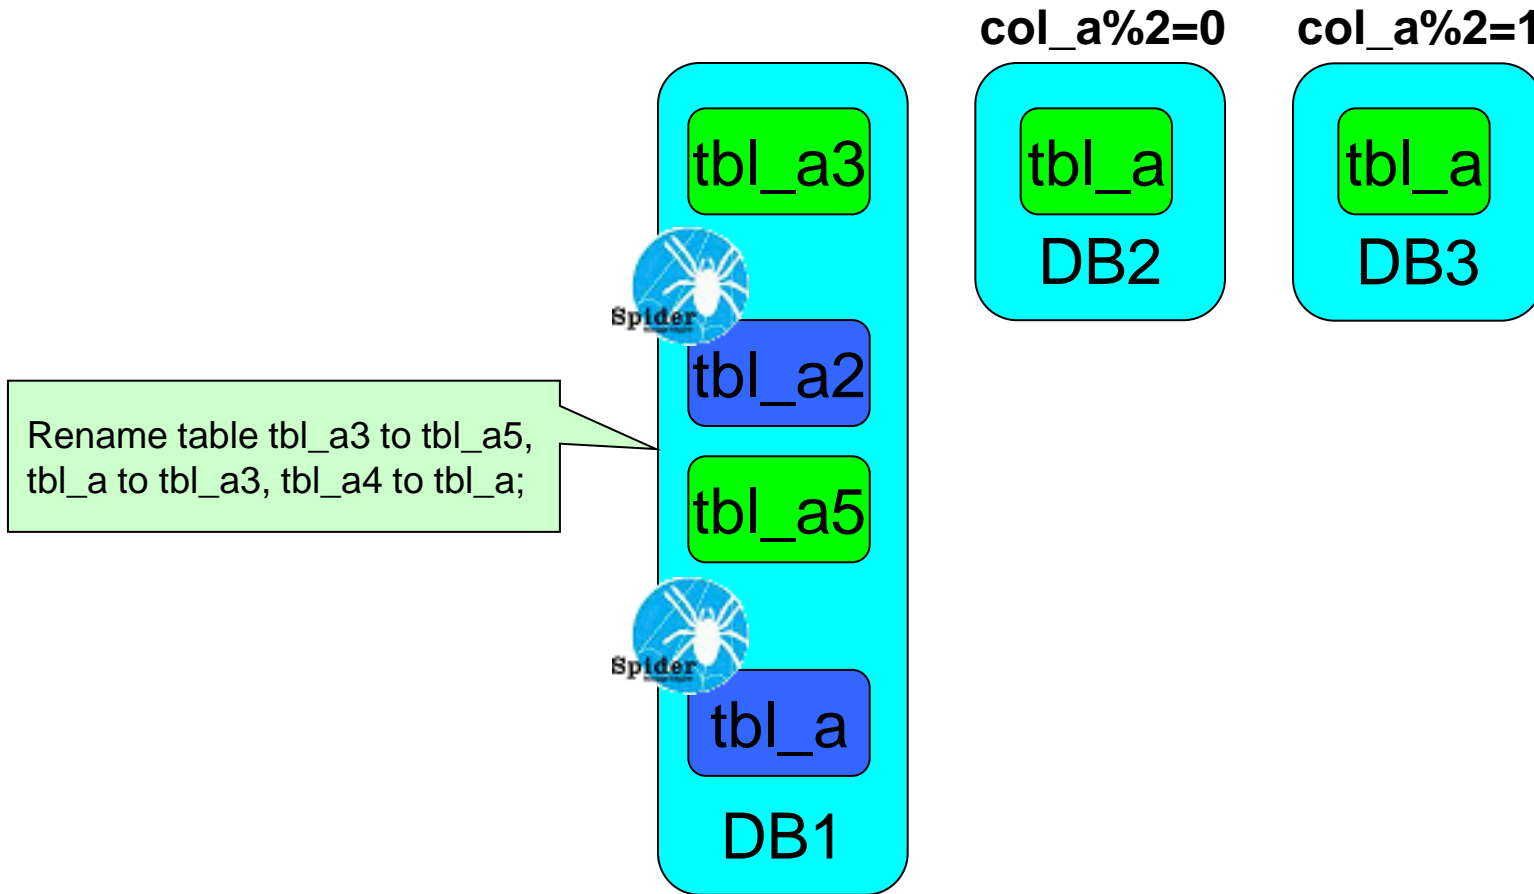 col_a%2=0 col_a%2=1
tbl_a3 tbl_a tbl_a
DB2 DB3
Spider
tbl_a2
Rename table tbl_a3 to tbl_a5,
tbl_a to tbl_a3, tbl_a4 to tbl_a;
tbl_a5
Spider
tbl_a
DB1